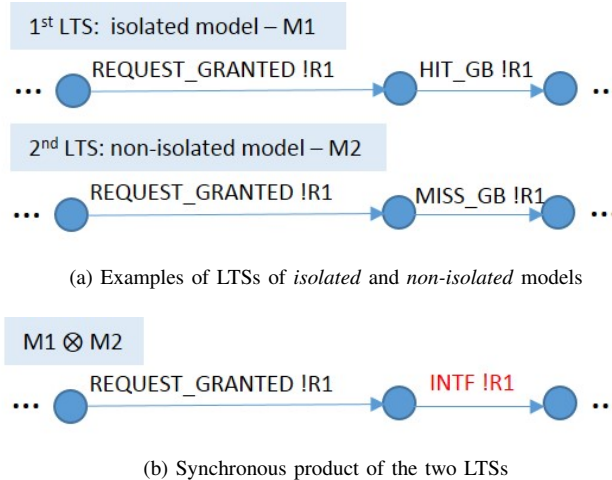 1st LTS: isolated model – M1
REQUEST_GRANTED !R1 HIT_GB !R1
... ..
2nd LTS: non-isolated model – M2
REQUEST_GRANTED !R1 MISS_GB !R1
... ...
(a) Examples of LTSs of isolated and non-isolated models
M1 ⊗ M2
REQUEST_GRANTED !R1 INTF !R1
... ..
(b) Synchronous product of the two LTSs